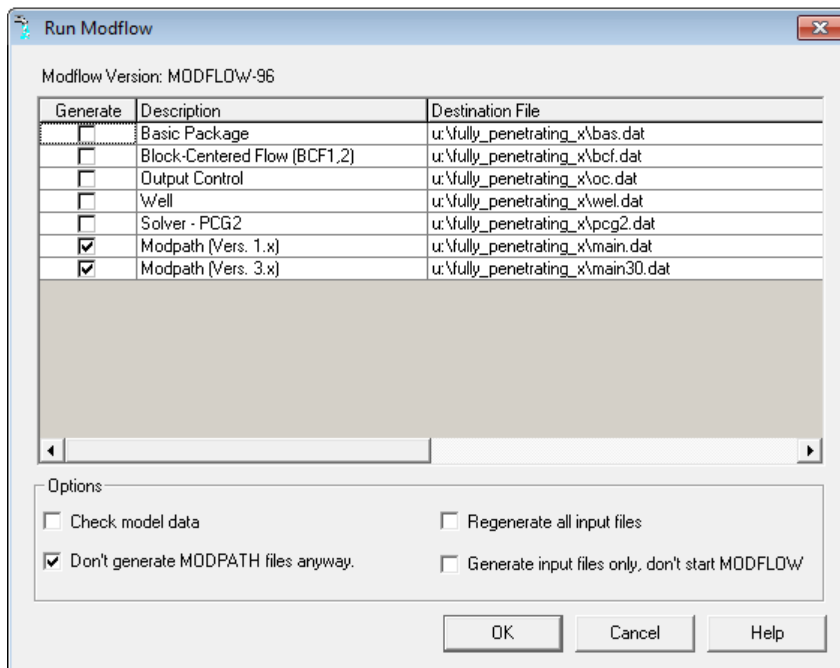 Run Modflow
Modflow Version: MODFLOW-96
Generate Description Destination File
Basic Package u:\fully_penetrating_x\bas.dat
Block-Centered Flow (BCF1,2) u:\fully_penetrating_x\bcf.dat
Output Control u:\fully_penetrating_x\oc.dat
Well u:\fully_penetrating_x\wel.dat
Solver - PCG2 u:\fully_penetrating_x\pcg2.dat
Modpath (Vers. 1.x) u:\fully_penetrating_x\main.dat
Modpath (Vers. 3.x) u:\fully_penetrating_x\main30.dat
Options
Check model data Regenerate all input files
Don't generate MODPATH files anyway. Generate input files only, don't start MODFLOW
OK Cancel Help